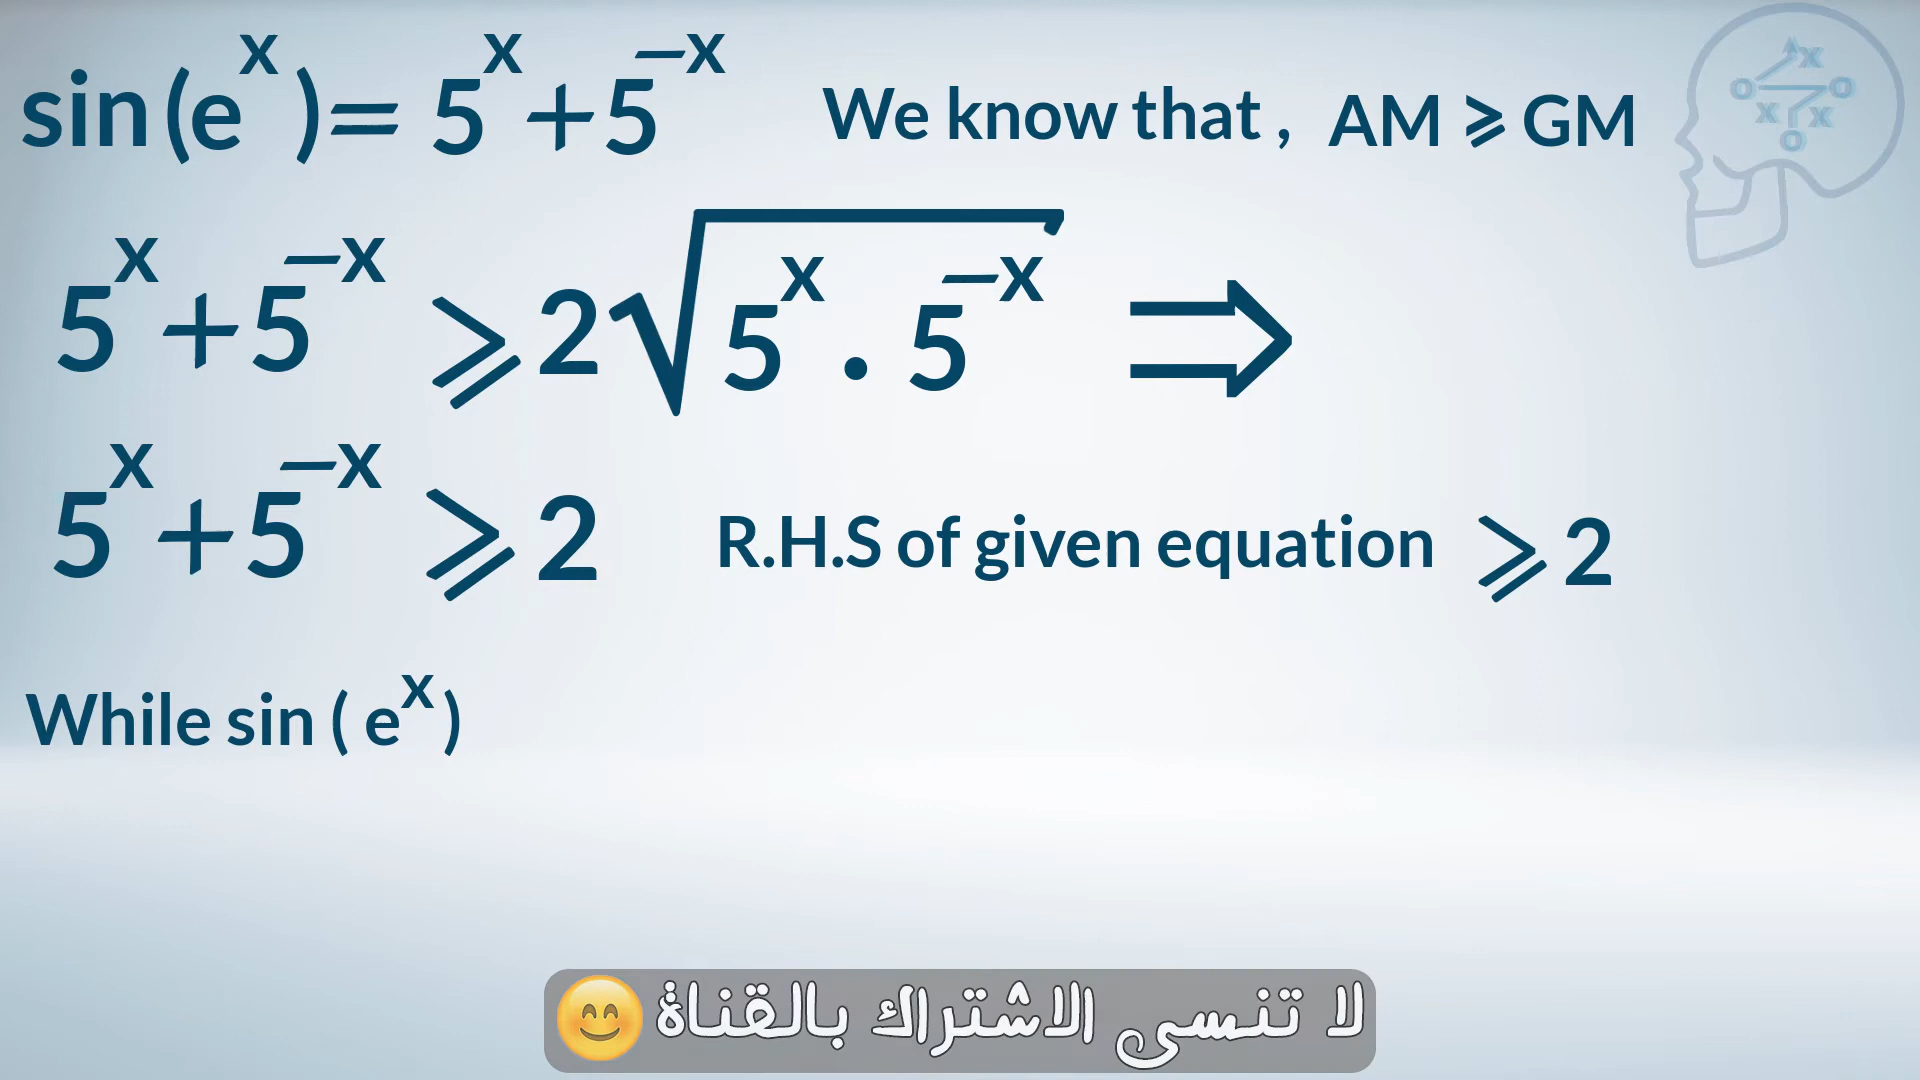 sin(e^x) = 5^x + 5^−x We know that , AM ⩾ GM
5^x + 5^−x ⩾ 2√(5^x . 5^−x) ⇒
5^x + 5^−x ⩾ 2 R.H.S of given equation ⩾ 2
While sin ( e^x )
لا تنسى الاشتراك بالقناة 😊